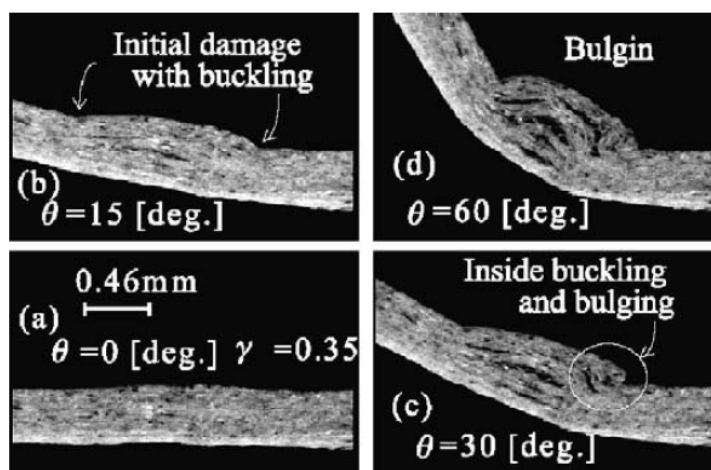 Initial damage
with buckling
(b)
θ=15 [deg.]
Bulgin
(d)
θ=60 [deg.]
0.46mm
(a)
θ=0 [deg.] γ =0.35
Inside buckling
and bulging
(c)
θ=30 [deg.]